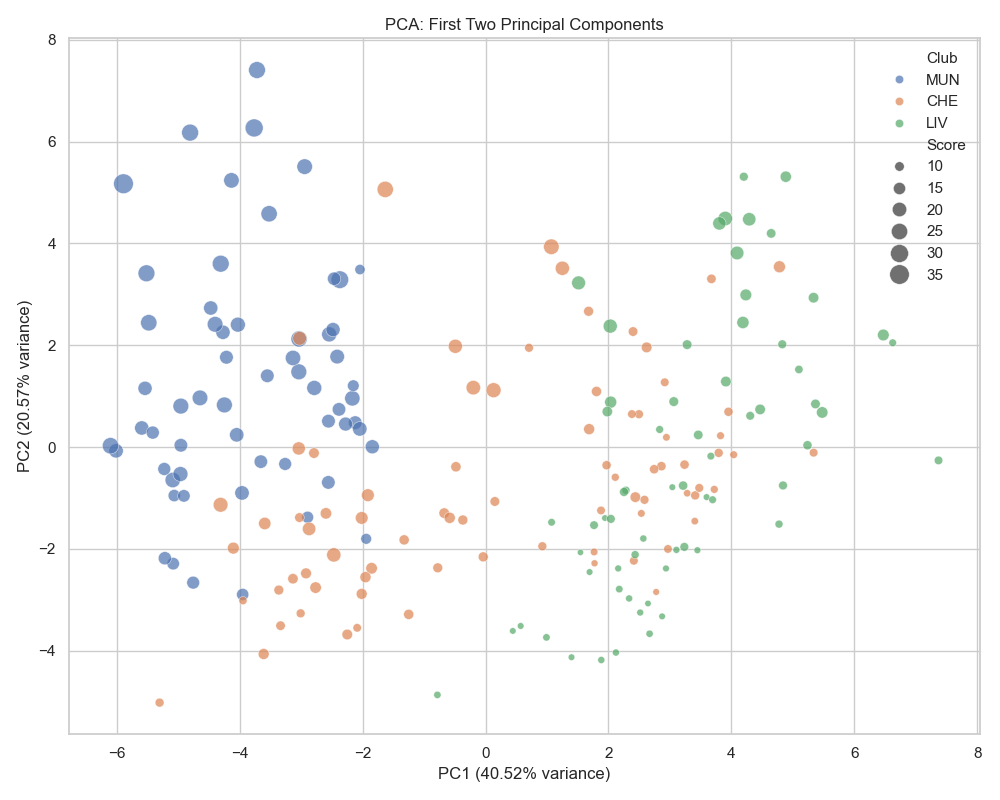 PCA: First Two Principal Components
8
6
4
2
0
−2
−4
PC2 (20.57% variance)
Club
MUN
CHE
LIV
Score
10
15
20
25
30
35
−6 −4 −2 0 2 4 6 8
PC1 (40.52% variance)